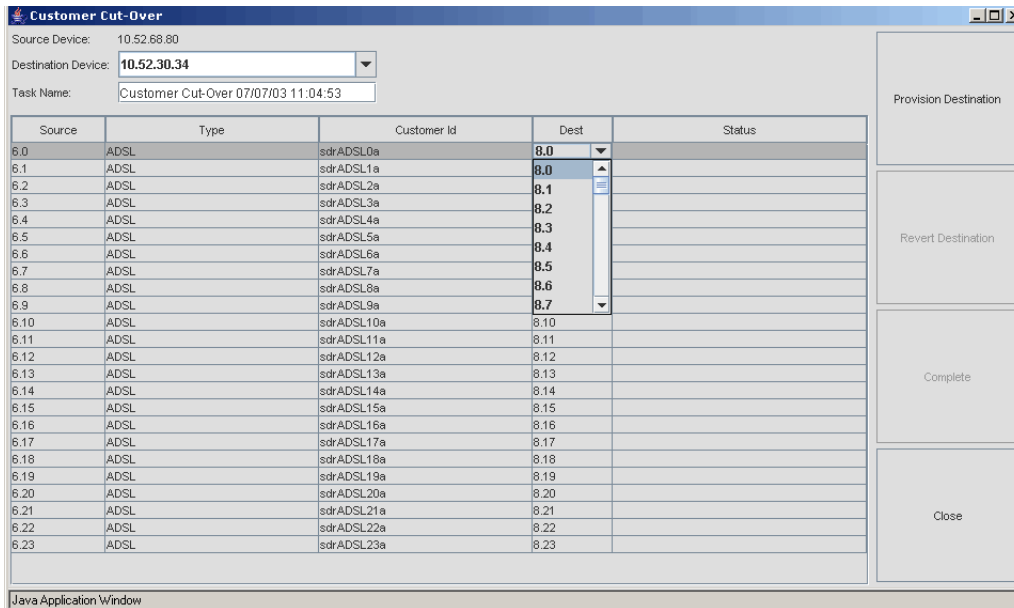 Customer Cut-Over
Source Device: 10.52.68.80
Destination Device: 10.52.30.34
Task Name: Customer Cut-Over 07/07/03 11:04:53
Source Type Customer Id Dest Status
6.0 ADSL sdrADSL0a 8.0
6.1 ADSL sdrADSL1a 8.0
6.2 ADSL sdrADSL2a 8.1
6.3 ADSL sdrADSL3a 8.2
6.4 ADSL sdrADSL4a 8.3
6.5 ADSL sdrADSL5a 8.4
6.6 ADSL sdrADSL6a
6.7 ADSL sdrADSL7a 8.5
6.8 ADSL sdrADSL8a 8.6
6.9 ADSL sdrADSL9a 8.7
6.10 ADSL sdrADSL10a 8.10
6.11 ADSL sdrADSL11a 8.11
6.12 ADSL sdrADSL12a 8.12
6.13 ADSL sdrADSL13a 8.13
6.14 ADSL sdrADSL14a 8.14
6.15 ADSL sdrADSL15a 8.15
6.16 ADSL sdrADSL16a 8.16
6.17 ADSL sdrADSL17a 8.17
6.18 ADSL sdrADSL18a 8.18
6.19 ADSL sdrADSL19a 8.19
6.20 ADSL sdrADSL20a 8.20
6.21 ADSL sdrADSL21a 8.21
6.22 ADSL sdrADSL22a 8.22
6.23 ADSL sdrADSL23a 8.23
Provision Destination
Revert Destination
Complete
Close
Java Application Window